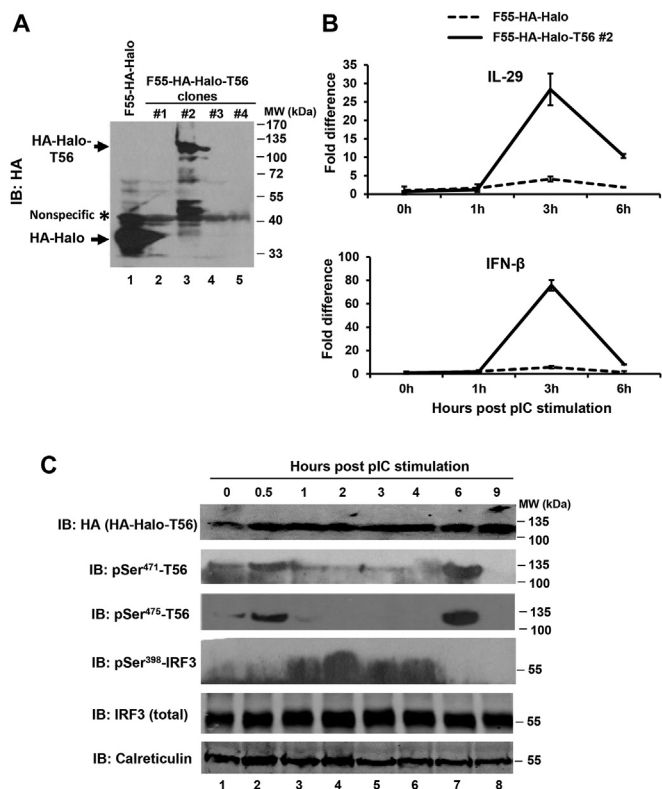 A
F55-HA-Halo
F55-HA-Halo-T56
clones
#1 #2 #3 #4
MW (kDa)
170
135
100
72
55
40
33
HA-Halo-
T56
IB: HA
Nonspecific *
HA-Halo
1 2 3 4 5
B
F55-HA-Halo
F55-HA-Halo-T56 #2
IL-29
Fold difference
35
30
25
20
15
10
5
0
0h 1h 3h 6h
IFN-β
Fold difference
100
80
60
40
20
0
0h 1h 3h 6h
Hours post pIC stimulation
C
Hours post pIC stimulation
0 0.5 1 2 3 4 6 9
MW (kDa)
IB: HA (HA-Halo-T56)
135
100
IB: pSer471-T56
135
100
IB: pSer475-T56
135
100
IB: pSer398-IRF3
55
IB: IRF3 (total)
55
IB: Calreticulin
55
1 2 3 4 5 6 7 8